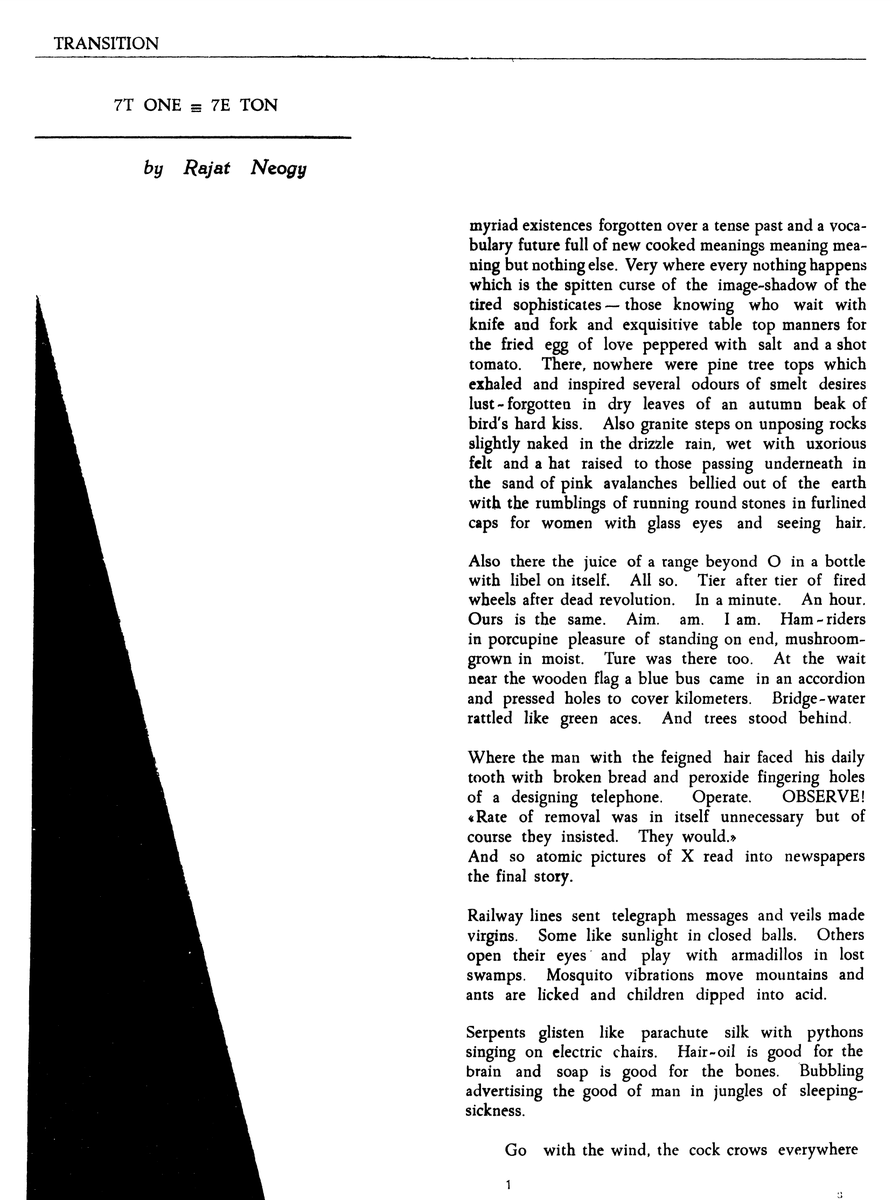 TRANSITION
7T ONE ≡ 7E TON
by Rajat Neogy
myriad existences forgotten over a tense past and a voca-
bulary future full of new cooked meanings meaning mea-
ning but nothing else. Very where every nothing happens
which is the spitten curse of the image-shadow of the
tired sophisticates — those knowing who wait with
knife and fork and exquisitive table top manners for
the fried egg of love peppered with salt and a shot
tomato. There, nowhere were pine tree tops which
exhaled and inspired several odours of smelt desires
lust-forgotten in dry leaves of an autumn beak of
bird's hard kiss. Also granite steps on unposing rocks
slightly naked in the drizzle rain, wet with uxorious
felt and a hat raised to those passing underneath in
the sand of pink avalanches bellied out of the earth
with the rumblings of running round stones in furlined
caps for women with glass eyes and seeing hair.
Also there the juice of a range beyond O in a bottle
with libel on itself. All so. Tier after tier of fired
wheels after dead revolution. In a minute. An hour.
Ours is the same. Aim. am. I am. Ham-riders
in porcupine pleasure of standing on end, mushroom-
grown in moist. Ture was there too. At the wait
near the wooden flag a blue bus came in an accordion
and pressed holes to cover kilometers. Bridge-water
rattled like green aces. And trees stood behind.
Where the man with the feigned hair faced his daily
tooth with broken bread and peroxide fingering holes
of a designing telephone. Operate. OBSERVE!
«Rate of removal was in itself unnecessary but of
course they insisted. They would.»
And so atomic pictures of X read into newspapers
the final story.
Railway lines sent telegraph messages and veils made
virgins. Some like sunlight in closed balls. Others
open their eyes and play with armadillos in lost
swamps. Mosquito vibrations move mountains and
ants are licked and children dipped into acid.
Serpents glisten like parachute silk with pythons
singing on electric chairs. Hair-oil is good for the
brain and soap is good for the bones. Bubbling
advertising the good of man in jungles of sleeping-
sickness.
Go with the wind, the cock crows everywhere
1